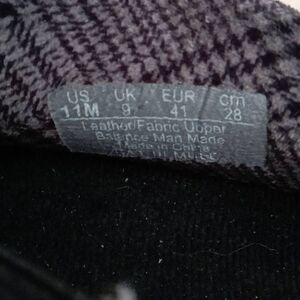 US UK EUR cm
11M 9 41 28
Leather/Fabric Upper
Balance Man Made
Made in China